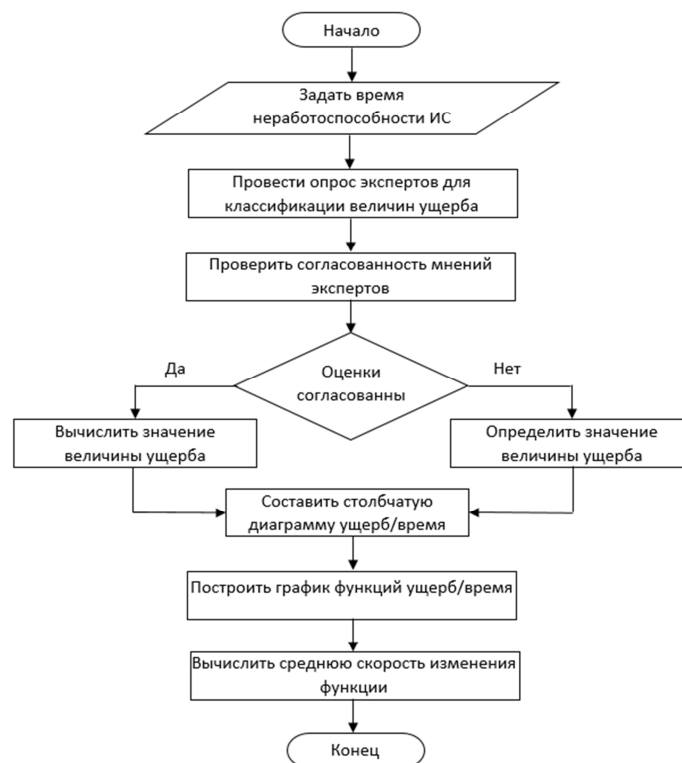 Начало
Задать время
неработоспособности ИС
Провести опрос экспертов для
классификации величин ущерба
Проверить согласованность мнений
экспертов
Оценки
согласованны
Да
Нет
Вычислить значение
величины ущерба
Определить значение
величины ущерба
Составить столбчатую
диаграмму ущерб/время
Построить график функций ущерб/время
Вычислить среднюю скорость изменения
функции
Конец